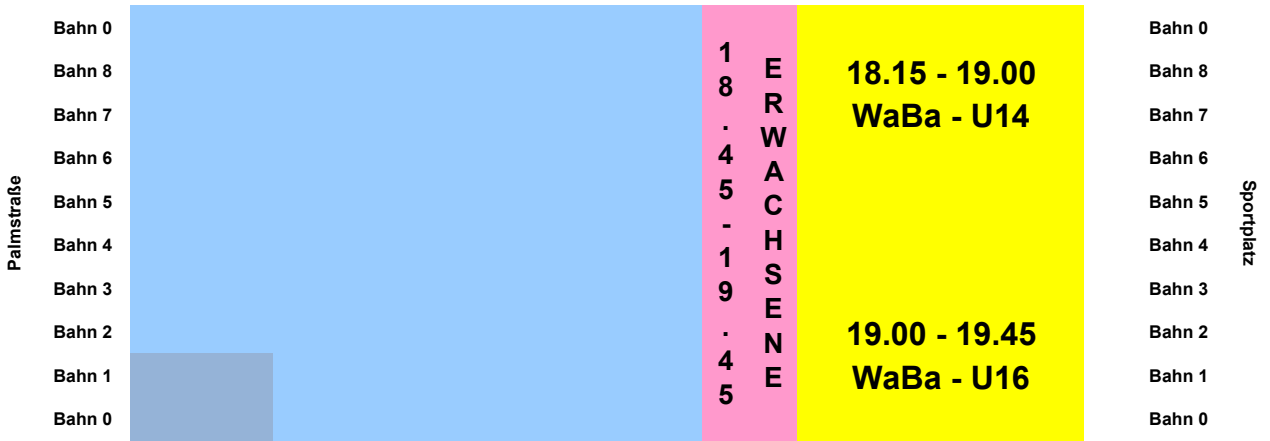 Palmstraße
Bahn 0
Bahn 8
Bahn 7
Bahn 6
Bahn 5
Bahn 4
Bahn 3
Bahn 2
Bahn 1
Bahn 0
18.45-19.45
ERWACHSENE
18.15 - 19.00
WaBa - U14
19.00 - 19.45
WaBa - U16
Bahn 0
Bahn 8
Bahn 7
Bahn 6
Bahn 5
Bahn 4
Bahn 3
Bahn 2
Bahn 1
Bahn 0
Sportplatz